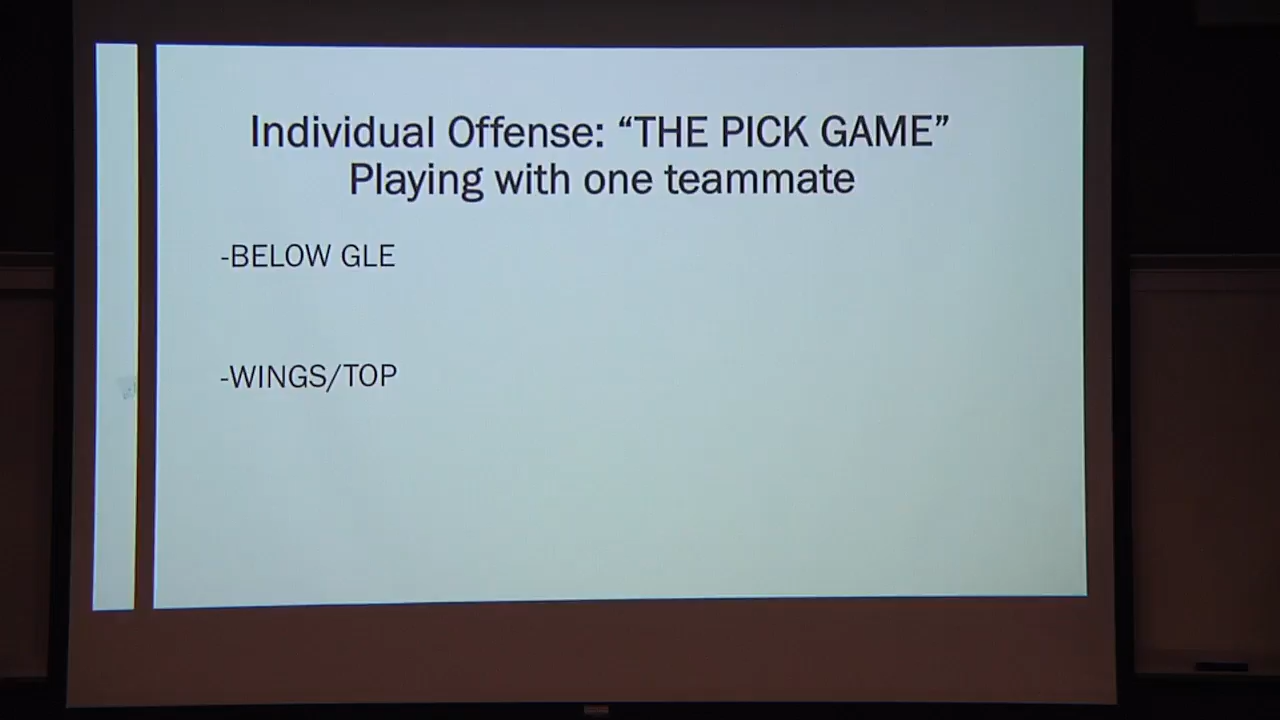 Individual Offense: “THE PICK GAME”
Playing with one teammate
-BELOW GLE
-WINGS/TOP